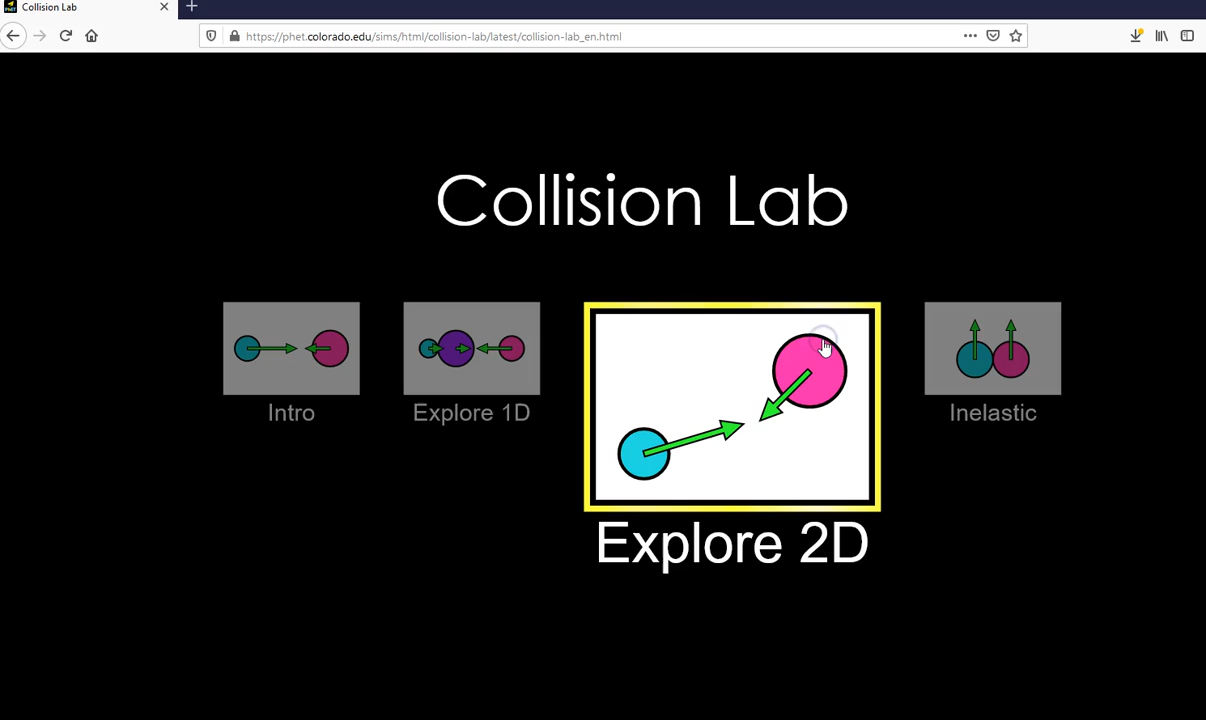 Collision Lab
https://phet.colorado.edu/sims/html/collision-lab/latest/collision-lab_en.html
Collision Lab
Intro
Explore 1D
Explore 2D
Inelastic